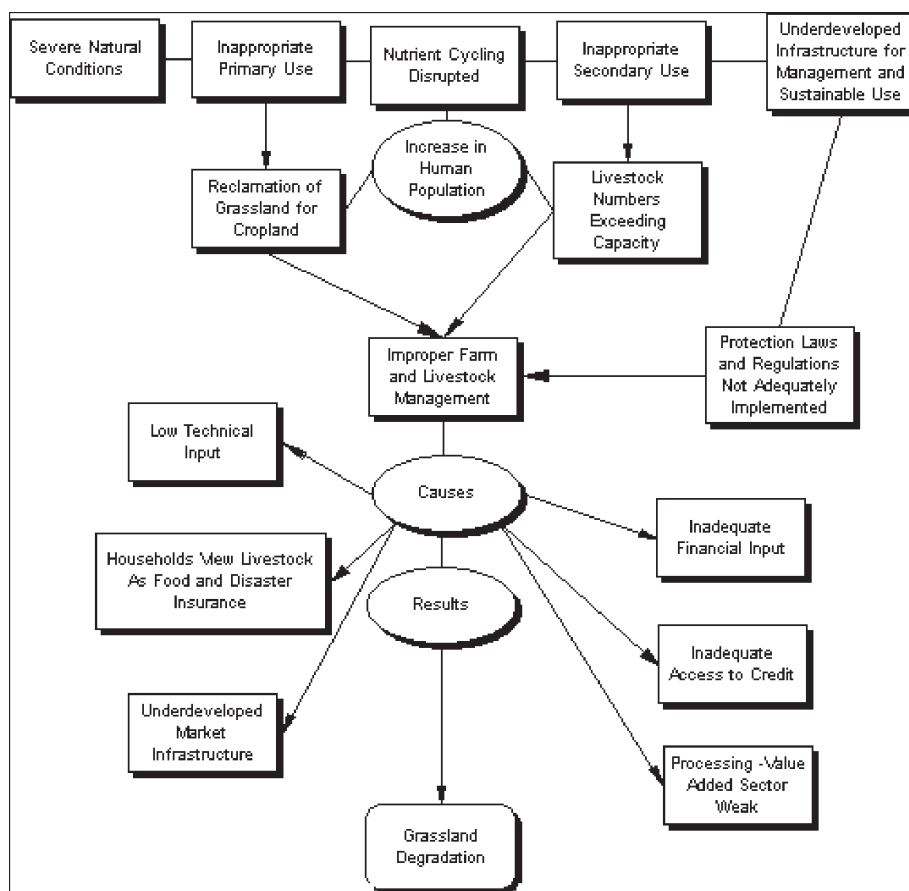 Severe Natural
Conditions
Inappropriate
Primary Use
Nutrient Cycling
Disrupted
Inappropriate
Secondary Use
Underdeveloped
Infrastructure for
Management and
Sustainable Use
Increase in
Human
Population
Reclamation of
Grassland for
Cropland
Livestock
Numbers
Exceeding
Capacity
Improper Farm
and Livestock
Management
Protection Laws
and Regulations
Not Adequately
Implemented
Low Technical
Input
Causes
Inadequate
Financial Input
Households View Livestock
As Food and Disaster
Insurance
Results
Inadequate
Access to Credit
Underdeveloped
Market
Infrastructure
Processing -Value
Added Sector
Weak
Grassland
Degradation